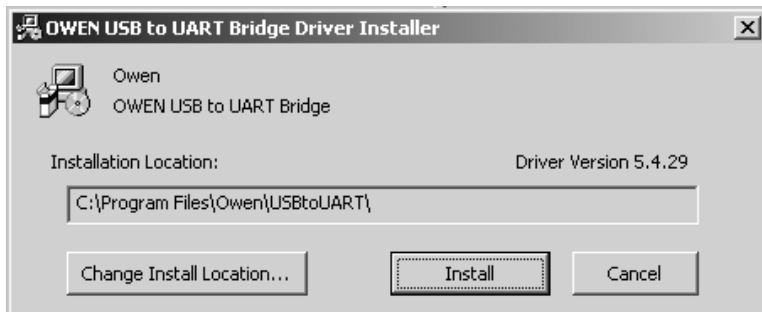 OWEN USB to UART Bridge Driver Installer
Owen
OWEN USB to UART Bridge
Installation Location:
Driver Version 5.4.29
C:\Program Files\Owen\USBtoUART\
Change Install Location...
Install
Cancel